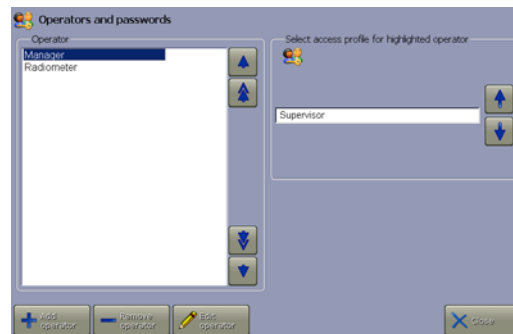 Operators and passwords
Operator
Manager
Radiometer
Select access profile for highlighted operator
Supervisor
Add
operator
Remove
operator
Edit
operator
Close